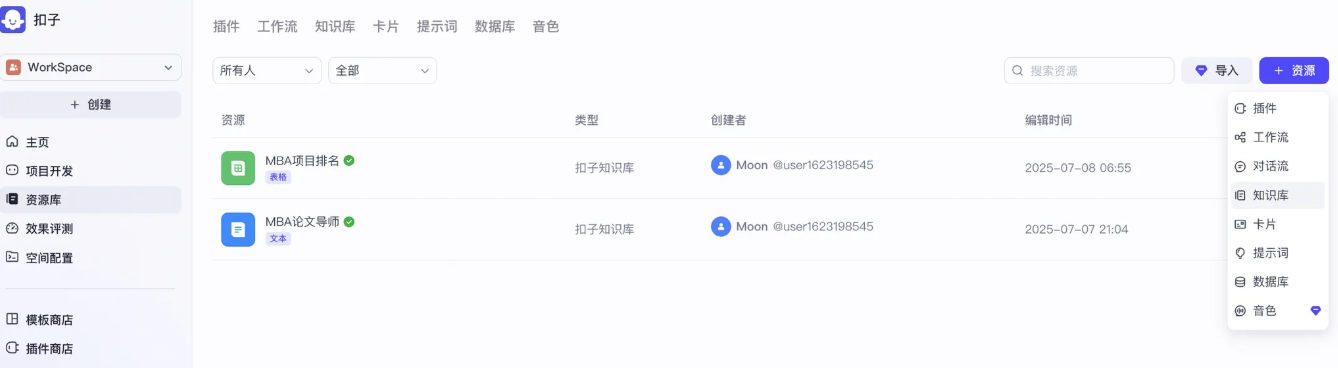 扣子
WorkSpace
+ 创建
主页
项目开发
资源库
效果评测
空间配置
模板商店
插件商店
插件 工作流 知识库 卡片 提示词 数据库 音色
所有人 全部 搜索资源 导入 + 资源
资源 类型 创建者 编辑时间
MBA项目排名
表格
扣子知识库 Moon @user1623198545 2025-07-08 06:55
MBA论文导师
文本
扣子知识库 Moon @user1623198545 2025-07-07 21:04
插件
工作流
对话流
知识库
卡片
提示词
数据库
音色